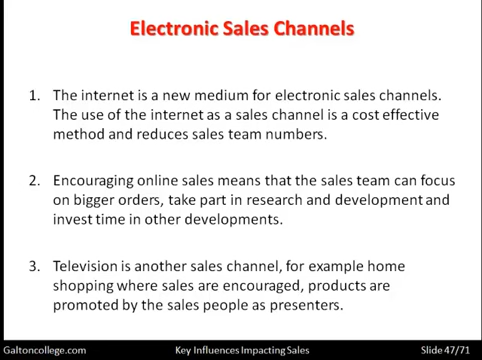 Electronic Sales Channels
1. The internet is a new medium for electronic sales channels.
The use of the internet as a sales channel is a cost effective
method and reduces sales team numbers.
2. Encouraging online sales means that the sales team can focus
on bigger orders, take part in research and development and
invest time in other developments.
3. Television is another sales channel, for example home
shopping where sales are encouraged, products are
promoted by the sales people as presenters.
Galtoncollege.com Key Influences Impacting Sales Slide 47/71